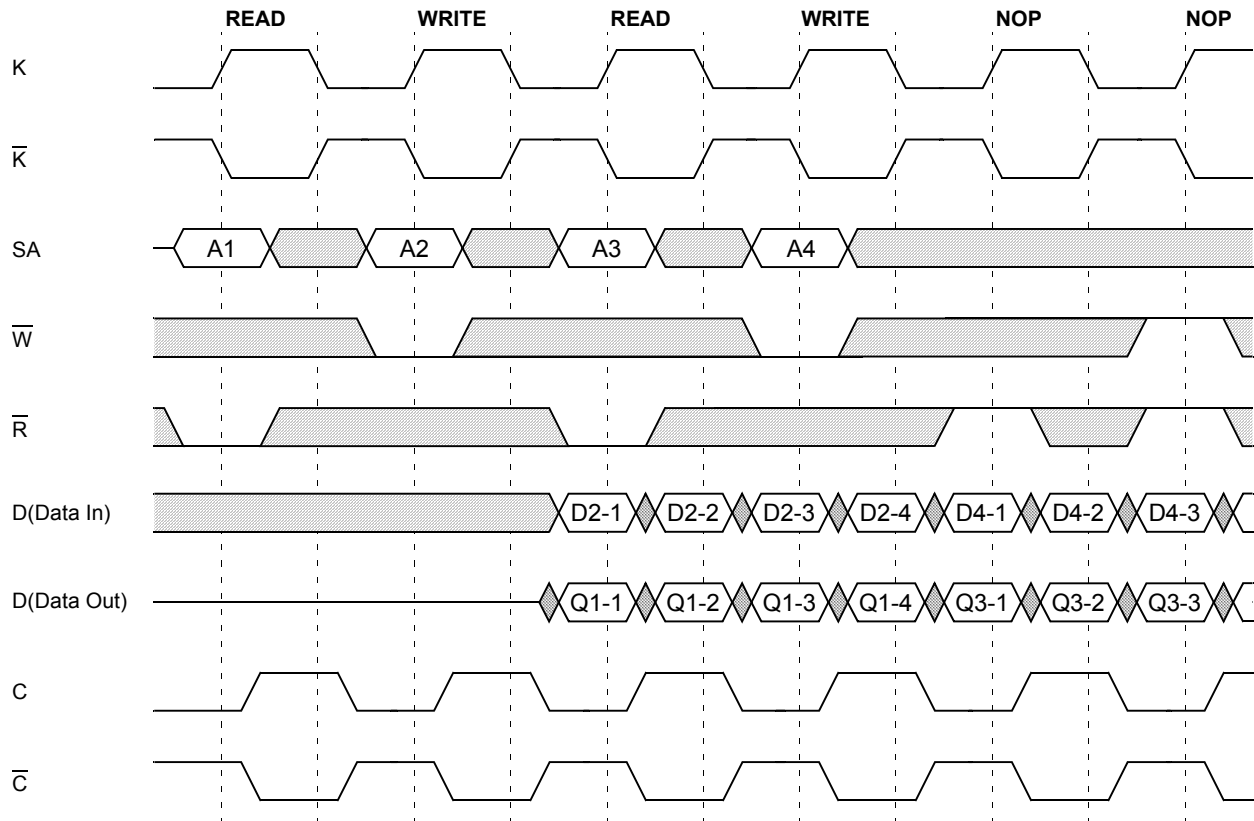 READ WRITE READ WRITE NOP NOP
K
K̅
SA A1 A2 A3 A4
W̅
R̅
D(Data In) D2-1 D2-2 D2-3 D2-4 D4-1 D4-2 D4-3
D(Data Out) Q1-1 Q1-2 Q1-3 Q1-4 Q3-1 Q3-2 Q3-3
C
C̅